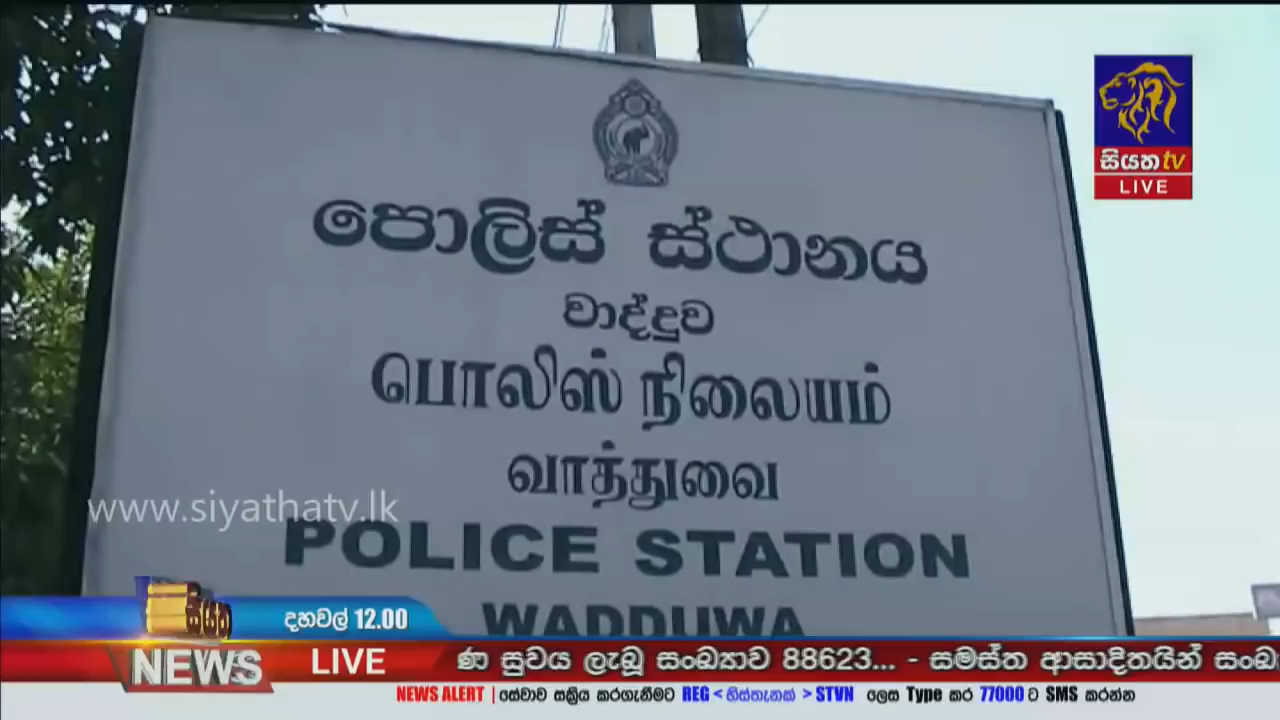 සියත tv
LIVE
පොලිස් ස්ථානය
වාද්දුව
பொலிஸ் நிலையம்
வாத்துவை
www.siyathatv.lk
POLICE STATION
WADDUWA
දහවල් 12.00
NEWS
LIVE
ණ සුවය ලැබූ සංඛ්‍යාව 88623... - සමස්ත ආසාදිතයින් සංඛ
NEWS ALERT | සේවාව සක්‍රිය කරගැනීමට REG < හිස්තැනක් > STVN ලෙස Type කර 77000 ට SMS කරන්න